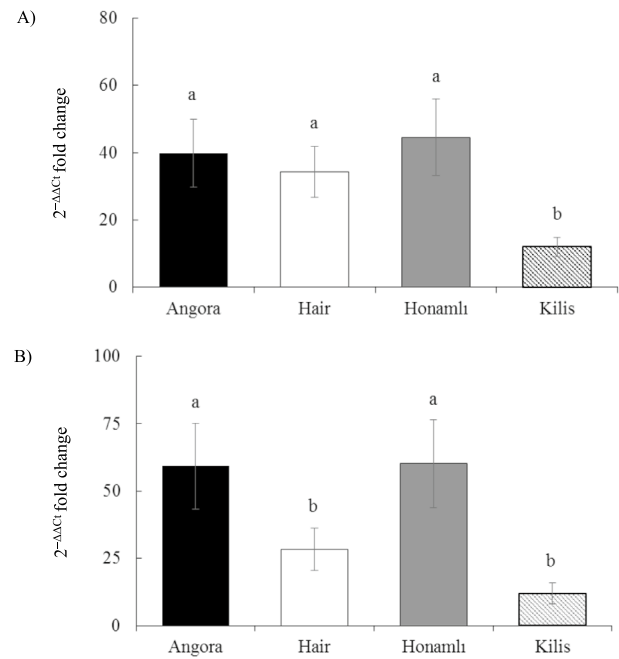 A)
80
60
40
20
0
2⁻ΔΔCt fold change
a
a
a
b
Angora Hair Honamlı Kilis
B)
100
75
50
25
0
2⁻ΔΔCt fold change
a
b
a
b
Angora Hair Honamlı Kilis